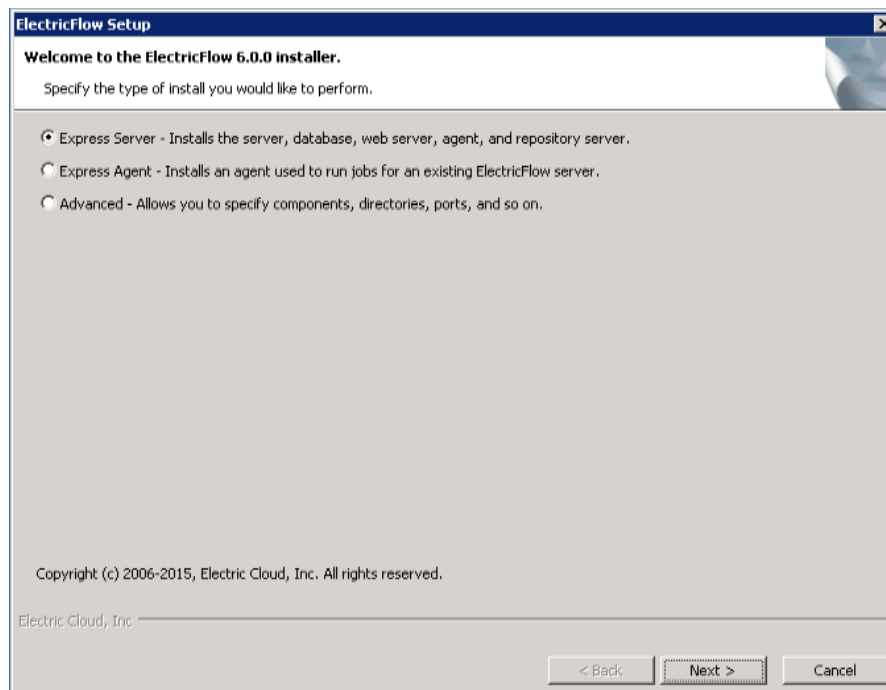 ElectricFlow Setup
Welcome to the ElectricFlow 6.0.0 installer.
Specify the type of install you would like to perform.
Express Server - Installs the server, database, web server, agent, and repository server.
Express Agent - Installs an agent used to run jobs for an existing ElectricFlow server.
Advanced - Allows you to specify components, directories, ports, and so on.
Copyright (c) 2006-2015, Electric Cloud, Inc. All rights reserved.
Electric Cloud, Inc
< Back Next > Cancel